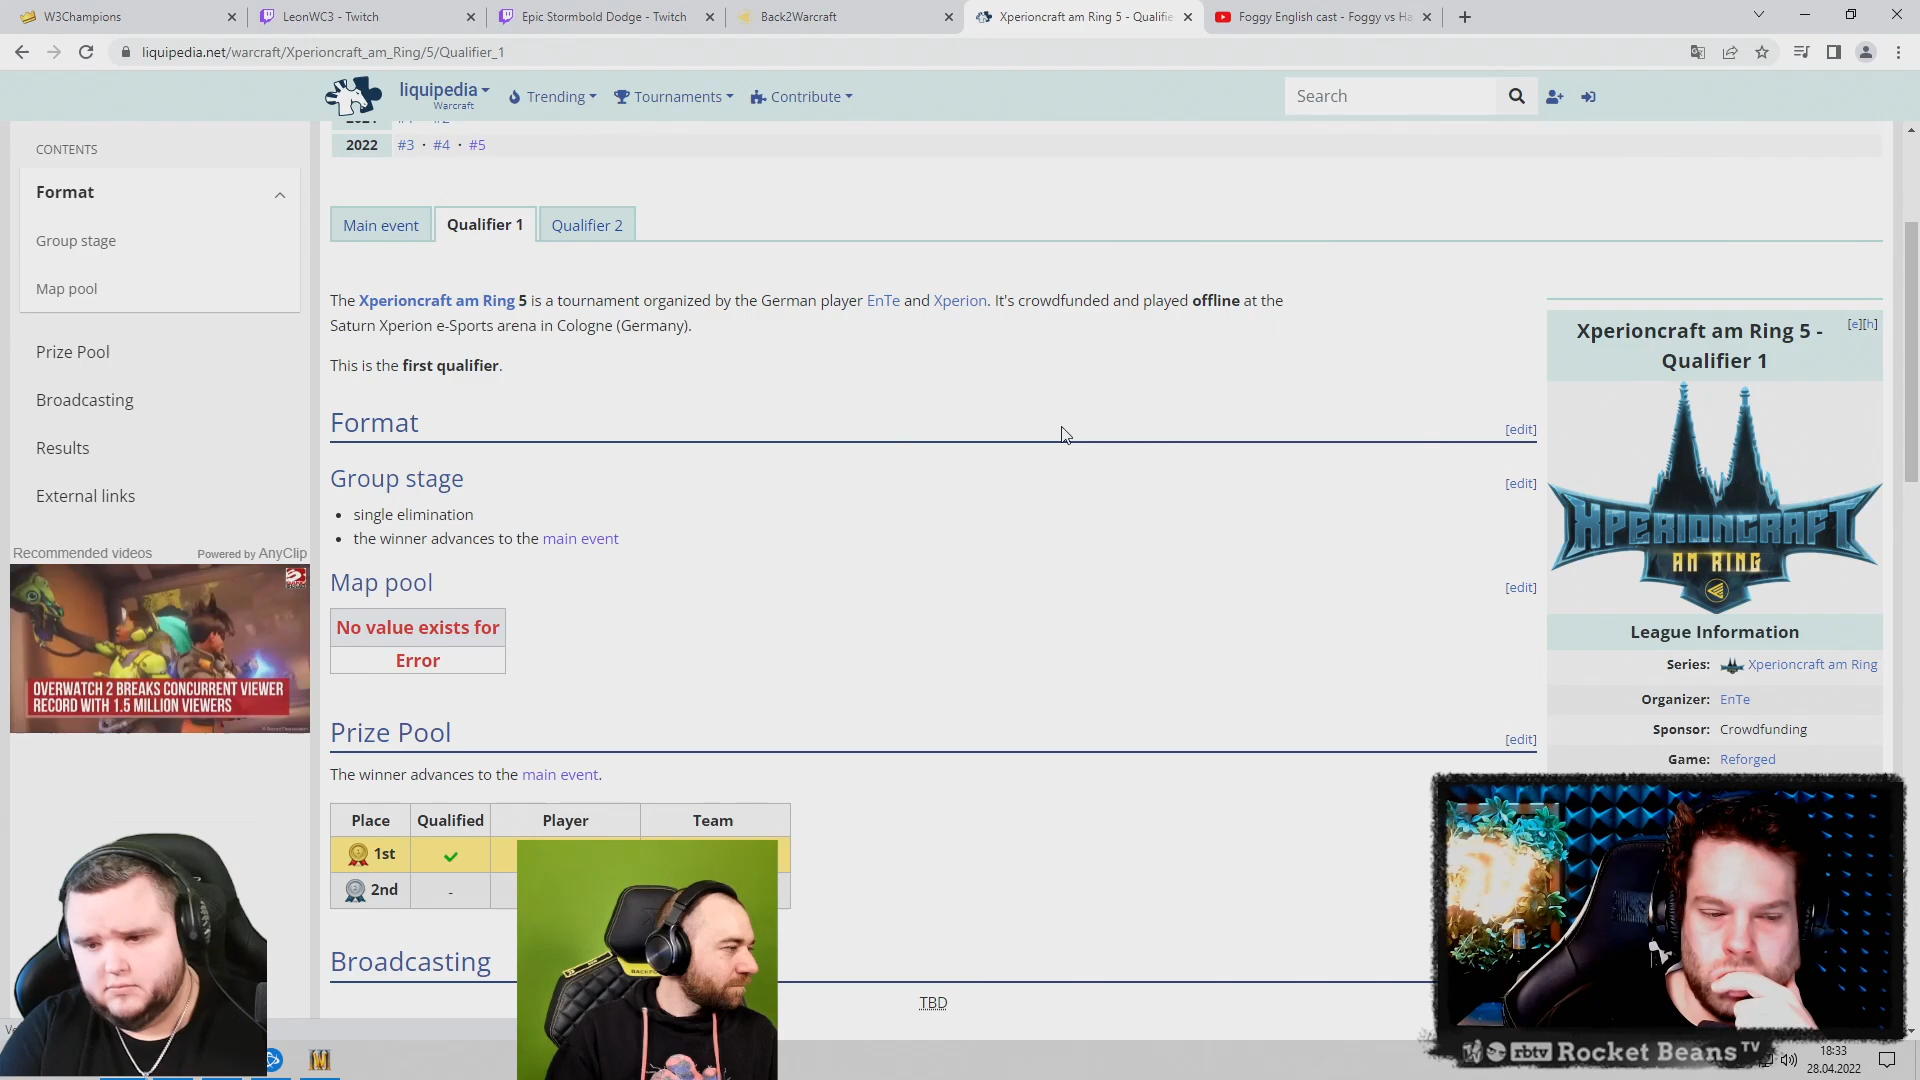 W3Champions
LeonWC3 - Twitch
Epic Stormbold Dodge - Twitch
Back2Warcraft
Xperioncraft am Ring 5 - Qualifie
Foggy English cast - Foggy vs Ha
liquipedia.net/warcraft/Xperioncraft_am_Ring/5/Qualifier_1
liquipedia
Warcraft
Trending
Tournaments
Contribute
Search
2022 #3 · #4 · #5
CONTENTS
Format
Group stage
Map pool
Prize Pool
Broadcasting
Results
External links
Recommended videos Powered by AnyClip
OVERWATCH 2 BREAKS CONCURRENT VIEWER
RECORD WITH 1.5 MILLION VIEWERS
Main event
Qualifier 1
Qualifier 2
The Xperioncraft am Ring 5 is a tournament organized by the German player EnTe and Xperion. It's crowdfunded and played offline at the
Saturn Xperion e-Sports arena in Cologne (Germany).
This is the first qualifier.
Format [edit]
Group stage [edit]
• single elimination
• the winner advances to the main event
Map pool [edit]
No value exists for
Error
Prize Pool [edit]
The winner advances to the main event.
Place Qualified Player Team
1st
2nd -
Broadcasting
TBD
Xperioncraft am Ring 5 -
Qualifier 1
[e][h]
XPERIONCRAFT
AM RING
League Information
Series: Xperioncraft am Ring
Organizer: EnTe
Sponsor: Crowdfunding
Game: Reforged
rbtv Rocket Beans TV
18:33
28.04.2022